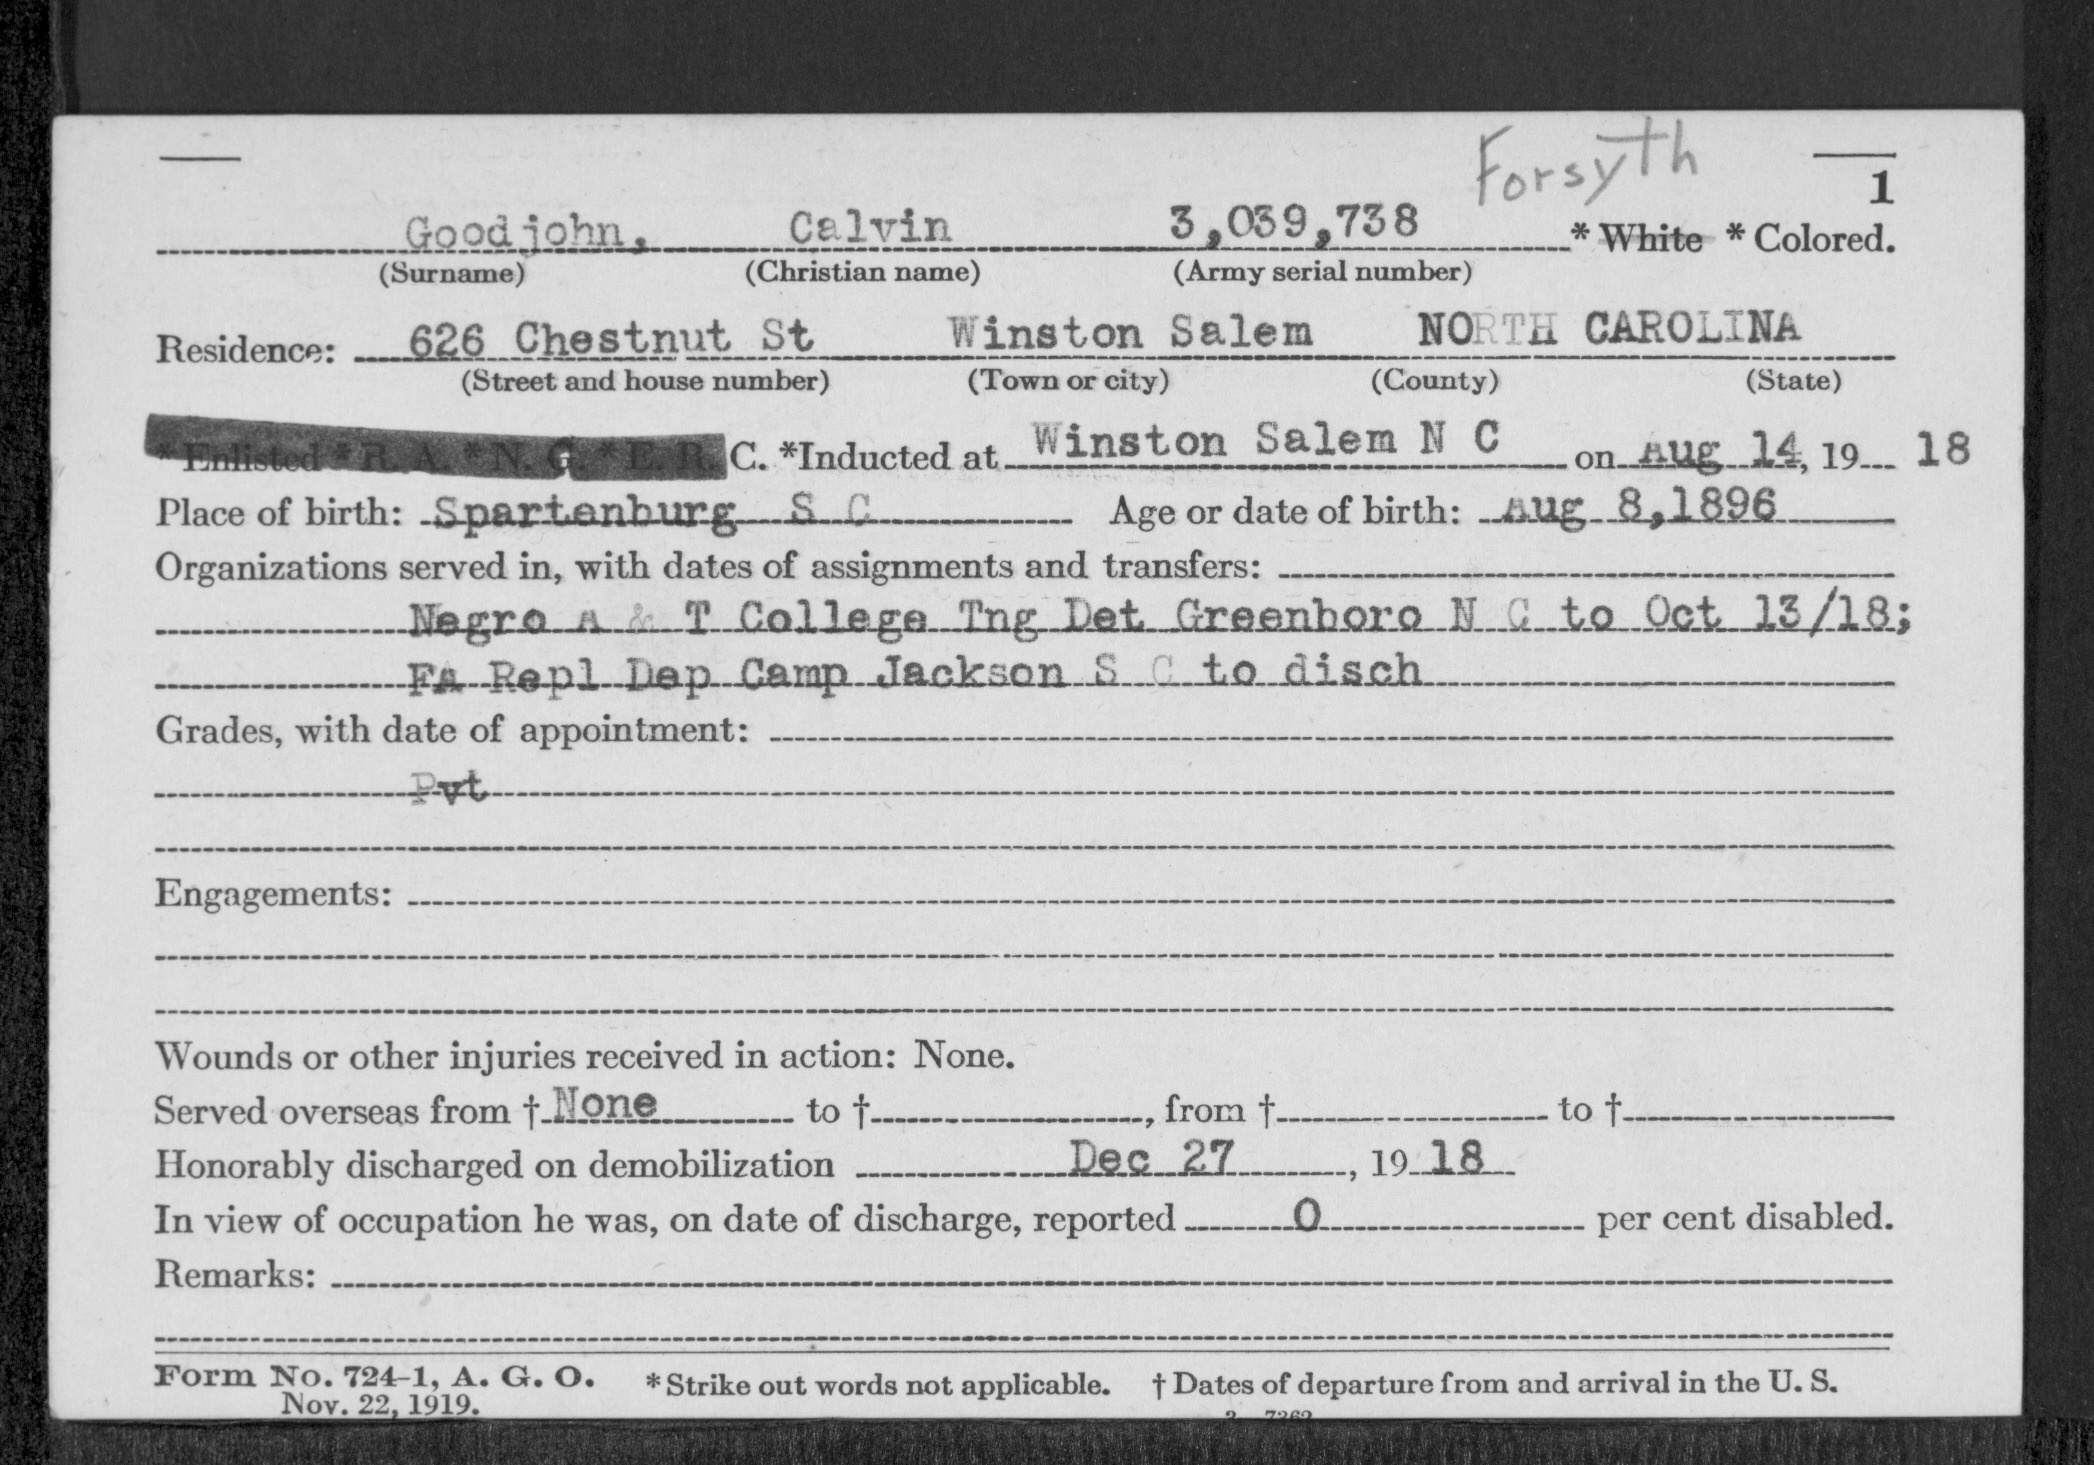 Forsyth
1
Goodjohn, Calvin 3,039,738 * White * Colored.
(Surname) (Christian name) (Army serial number)
Residence: 626 Chestnut St Winston Salem NORTH CAROLINA
(Street and house number) (Town or city) (County) (State)
* Enlisted * R. A. * N. G. * E. R. C. *Inducted at Winston Salem N C on Aug 14, 19 18
Place of birth: Spartenburg S C Age or date of birth: Aug 8,1896
Organizations served in, with dates of assignments and transfers:
Negro A & T College Tng Det Greenboro N C to Oct 13/18;
FA Repl Dep Camp Jackson S C to disch
Grades, with date of appointment:
Pvt
Engagements:
Wounds or other injuries received in action: None.
Served overseas from † None to †, from † to †
Honorably discharged on demobilization Dec 27, 19 18
In view of occupation he was, on date of discharge, reported 0 per cent disabled.
Remarks:
Form No. 724-1, A. G. O. * Strike out words not applicable. † Dates of departure from and arrival in the U. S.
Nov. 22, 1919.